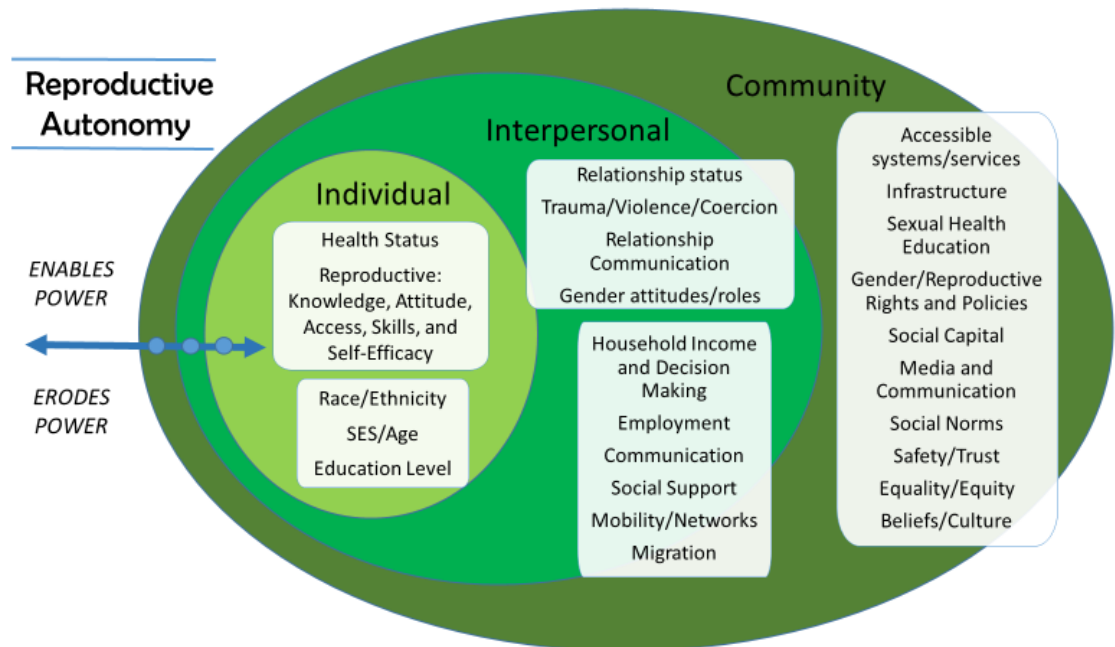 Reproductive
Autonomy
ENABLES
POWER
ERODES
POWER
Individual
Health Status
Reproductive:
Knowledge, Attitude,
Access, Skills, and
Self-Efficacy
Race/Ethnicity
SES/Age
Education Level
Interpersonal
Relationship status
Trauma/Violence/Coercion
Relationship
Communication
Gender attitudes/roles
Household Income
and Decision
Making
Employment
Communication
Social Support
Mobility/Networks
Migration
Community
Accessible
systems/services
Infrastructure
Sexual Health
Education
Gender/Reproductive
Rights and Policies
Social Capital
Media and
Communication
Social Norms
Safety/Trust
Equality/Equity
Beliefs/Culture